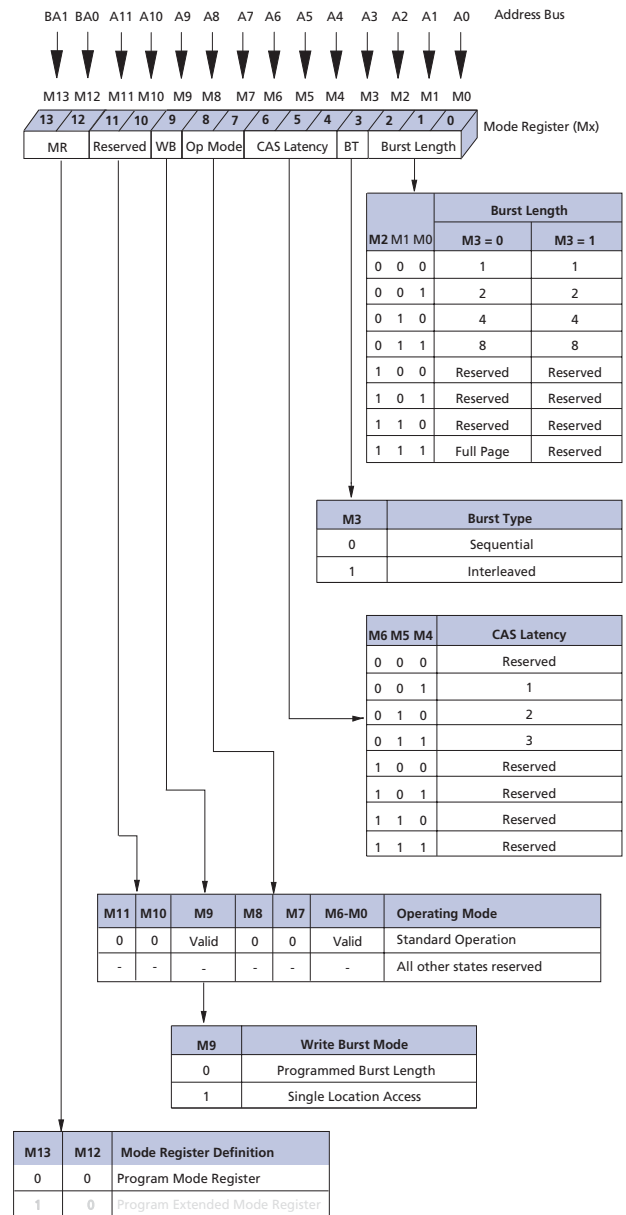 BA1 BA0 A11 A10 A9 A8 A7 A6 A5 A4 A3 A2 A1 A0 Address Bus
M13 M12 M11 M10 M9 M8 M7 M6 M5 M4 M3 M2 M1 M0
13 12 11 10 9 8 7 6 5 4 3 2 1 0 Mode Register (Mx)
MR Reserved WB Op Mode CAS Latency BT Burst Length
Burst Length
M2 M1 M0 M3 = 0 M3 = 1
0 0 0 1 1
0 0 1 2 2
0 1 0 4 4
0 1 1 8 8
1 0 0 Reserved Reserved
1 0 1 Reserved Reserved
1 1 0 Reserved Reserved
1 1 1 Full Page Reserved
M3 Burst Type
0 Sequential
1 Interleaved
M6 M5 M4 CAS Latency
0 0 0 Reserved
0 0 1 1
0 1 0 2
0 1 1 3
1 0 0 Reserved
1 0 1 Reserved
1 1 0 Reserved
1 1 1 Reserved
M11 M10 M9 M8 M7 M6-M0 Operating Mode
0 0 Valid 0 0 Valid Standard Operation
- - - - - - All other states reserved
M9 Write Burst Mode
0 Programmed Burst Length
1 Single Location Access
M13 M12 Mode Register Definition
0 0 Program Mode Register
1 0 Program Extended Mode Register